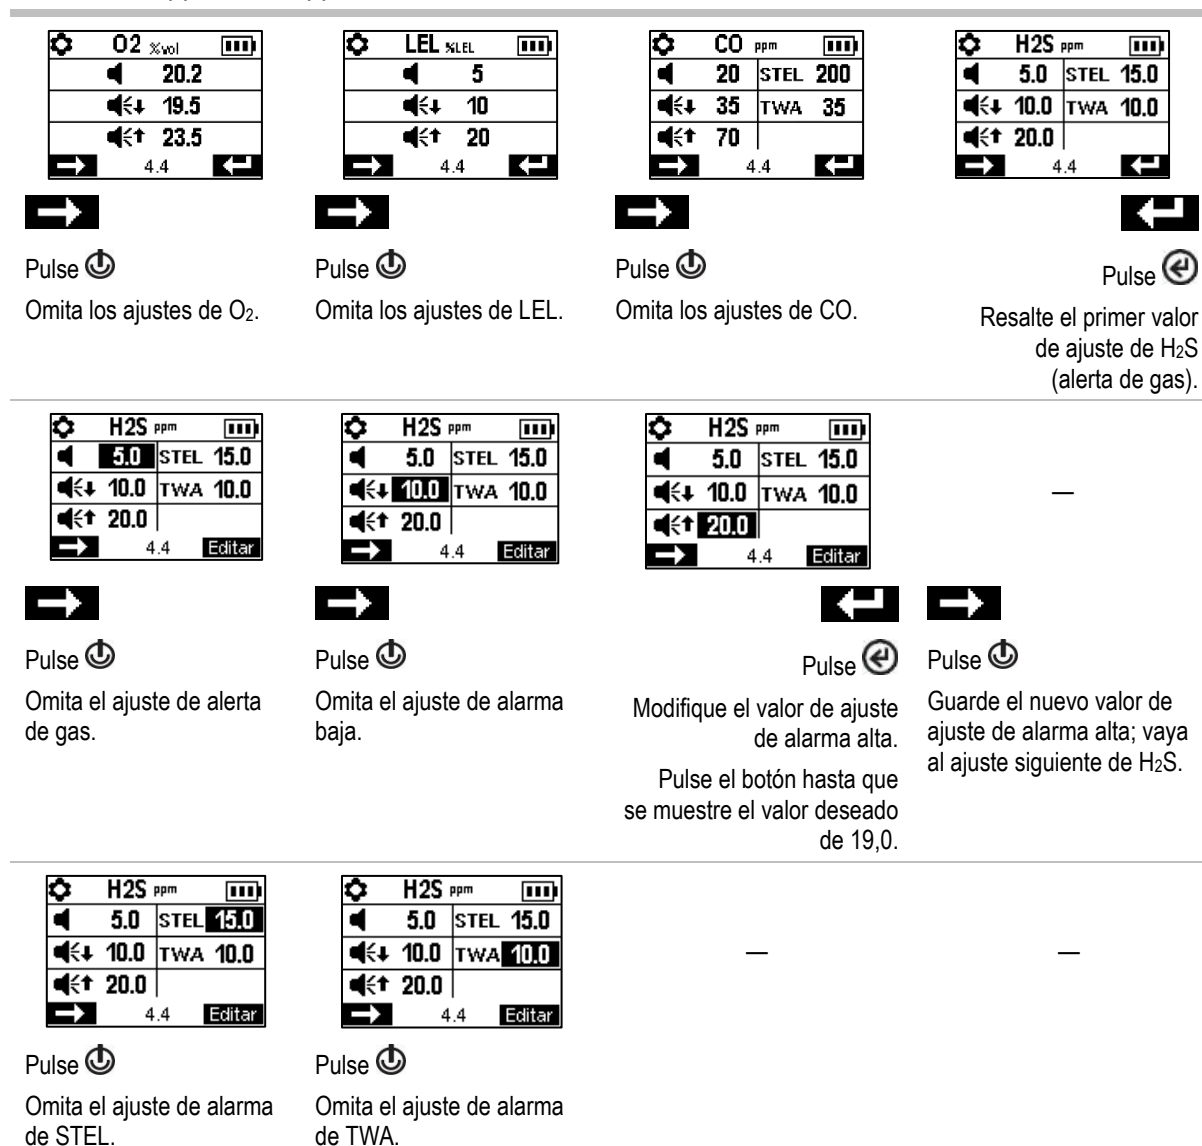 O2 %vol
20.2
19.5
23.5
4.4
Pulse
Omita los ajustes de O2.
LEL %LEL
5
10
20
4.4
Pulse
Omita los ajustes de LEL.
CO ppm
20 STEL 200
35 TWA 35
70
4.4
Pulse
Omita los ajustes de CO.
H2S ppm
5.0 STEL 15.0
10.0 TWA 10.0
20.0
4.4
Pulse
Resalte el primer valor
de ajuste de H2S
(alerta de gas).
H2S ppm
5.0 STEL 15.0
10.0 TWA 10.0
20.0
4.4 Editar
Pulse
Omita el ajuste de alerta
de gas.
H2S ppm
5.0 STEL 15.0
10.0 TWA 10.0
20.0
4.4 Editar
Pulse
Omita el ajuste de alarma
baja.
H2S ppm
5.0 STEL 15.0
10.0 TWA 10.0
20.0
4.4 Editar
Pulse
Modifique el valor de ajuste
de alarma alta.
Pulse el botón hasta que
se muestre el valor deseado
de 19,0.
—
Pulse
Guarde el nuevo valor de
ajuste de alarma alta; vaya
al ajuste siguiente de H2S.
H2S ppm
5.0 STEL 15.0
10.0 TWA 10.0
20.0
4.4 Editar
Pulse
Omita el ajuste de alarma
de STEL.
H2S ppm
5.0 STEL 15.0
10.0 TWA 10.0
20.0
4.4 Editar
Pulse
Omita el ajuste de alarma
de TWA.
—
—